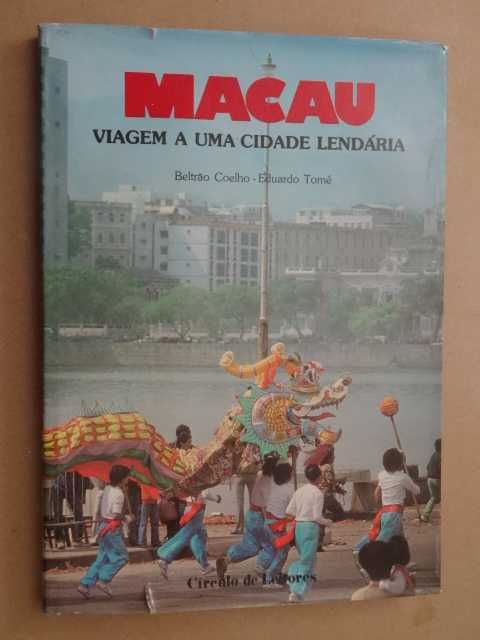 MACAU
VIAGEM A UMA CIDADE LENDÁRIA
Beltrão Coelho - Eduardo Tomé
Círculo de Leitores